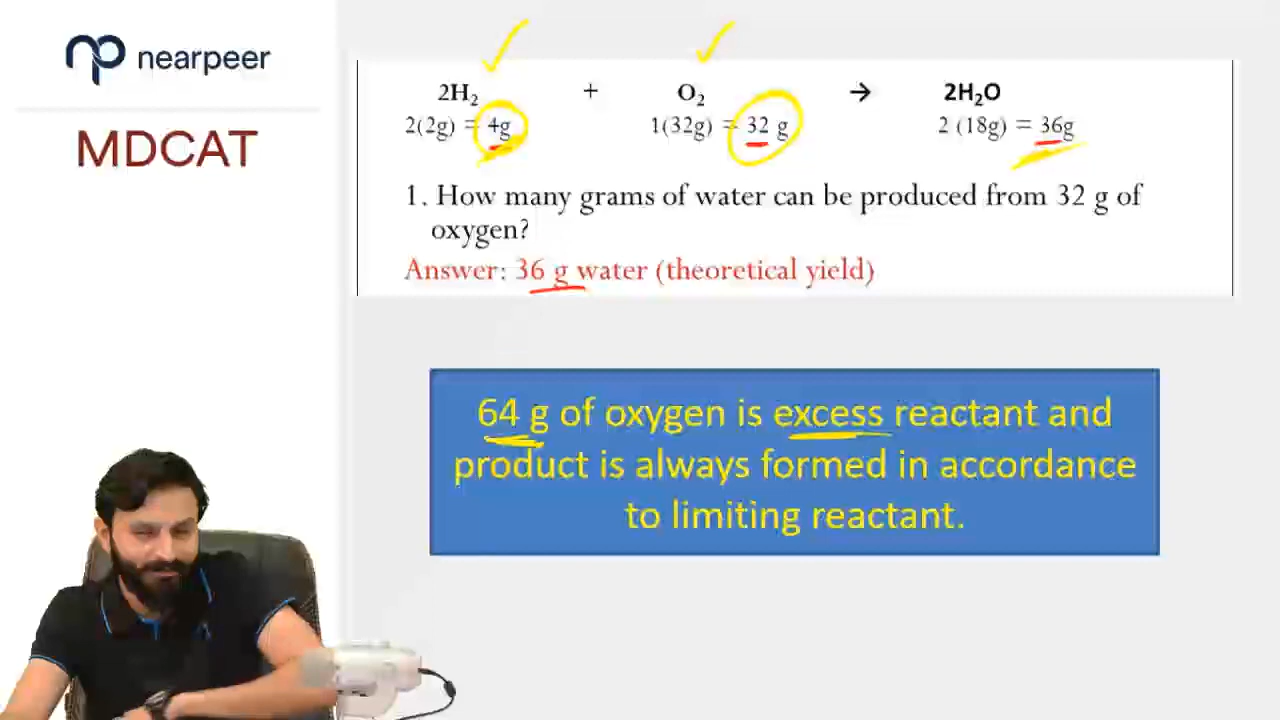 nearpeer
MDCAT
2H₂ + O₂ → 2H₂O
2(2g) = 4g 1(32g) = 32 g 2 (18g) = 36g
1. How many grams of water can be produced from 32 g of
oxygen?
Answer: 36 g water (theoretical yield)
64 g of oxygen is excess reactant and
product is always formed in accordance
to limiting reactant.